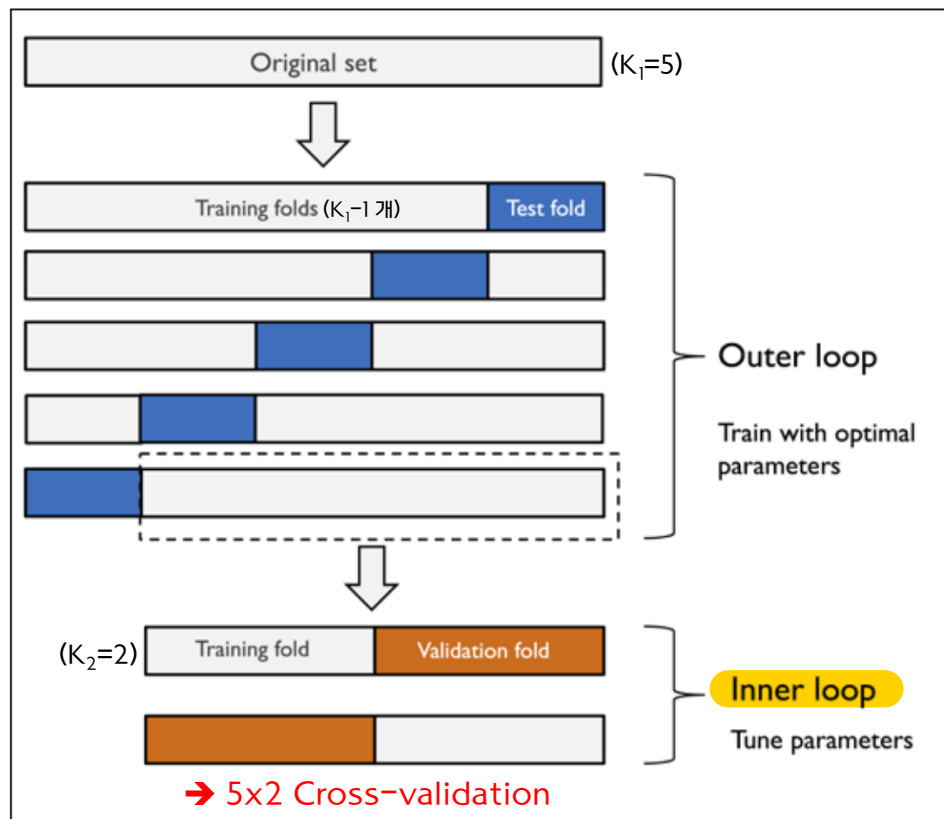 Original set
(K₁=5)
Training folds (K₁-1 개)
Test fold
Outer loop
Train with optimal
parameters
(K₂=2)
Training fold
Validation fold
Inner loop
Tune parameters
➔ 5x2 Cross-validation